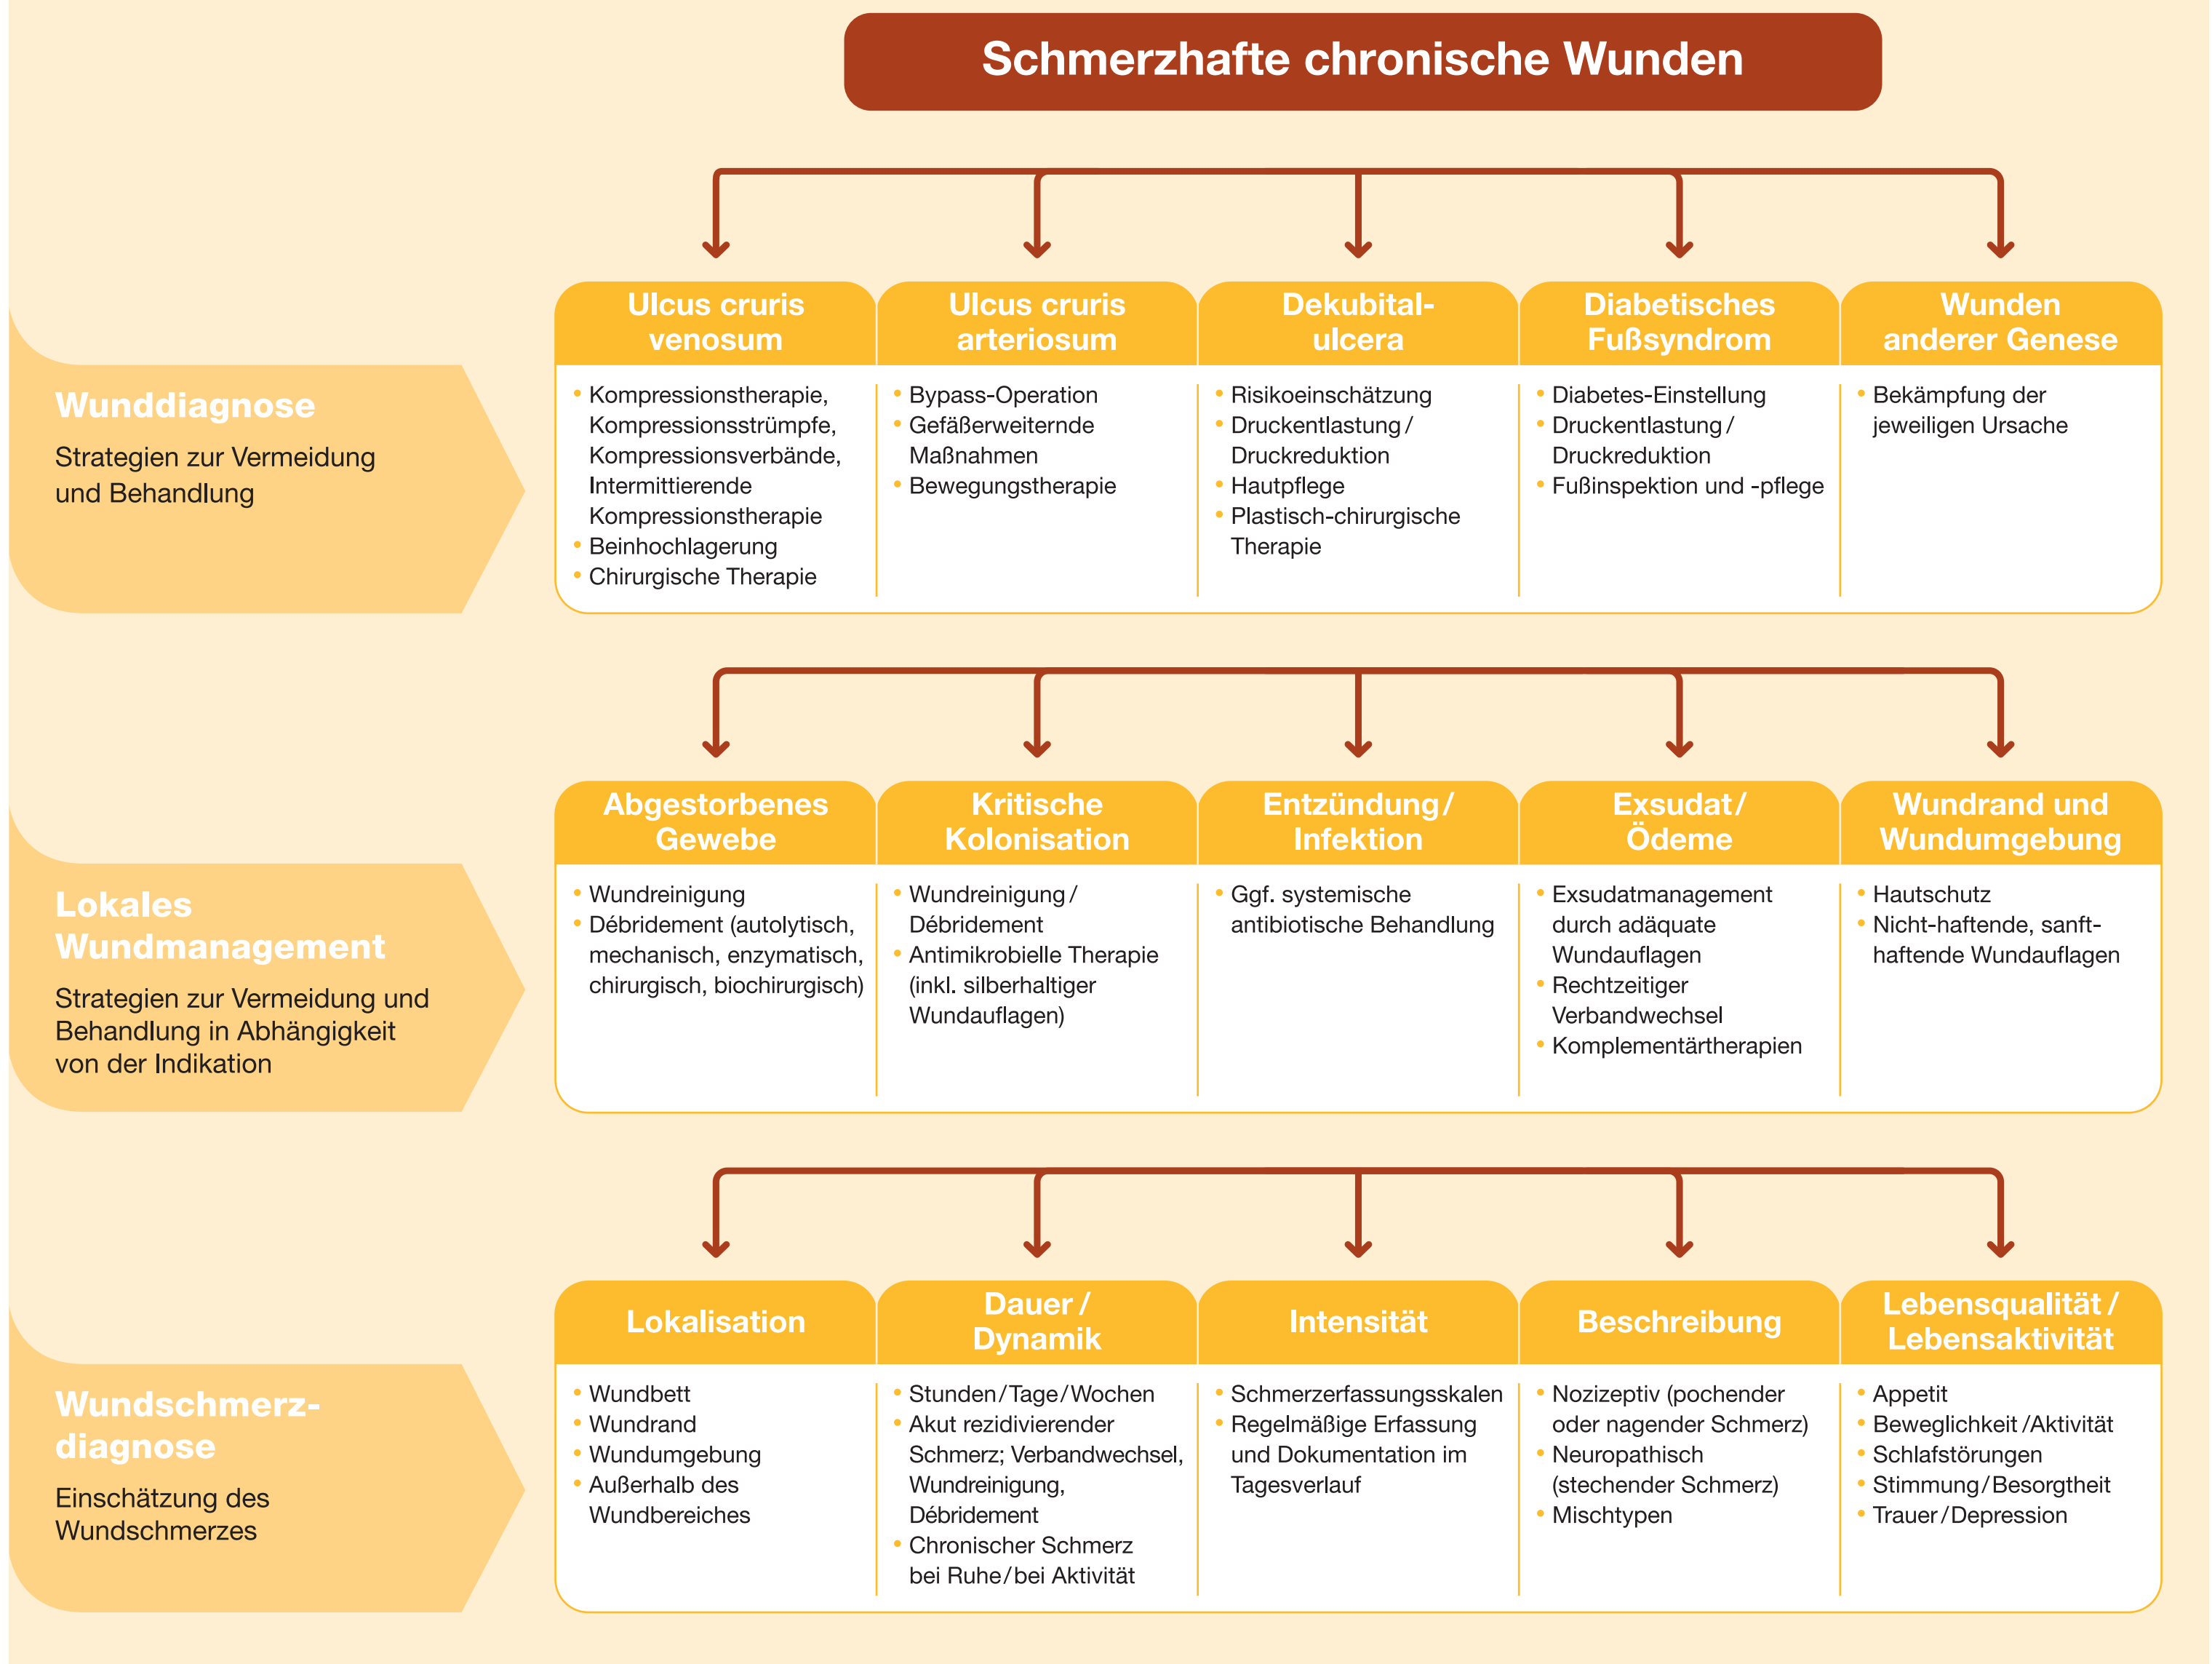 Schmerzhafte chronische Wunden
Wunddiagnose
Strategien zur Vermeidung
und Behandlung
Ulcus cruris
venosum
• Kompressionstherapie,
Kompressionsstrümpfe,
Kompressionsverbände,
Intermittierende
Kompressionstherapie
• Beinhochlagerung
• Chirurgische Therapie
Ulcus cruris
arteriosum
• Bypass-Operation
• Gefäßerweiternde
Maßnahmen
• Bewegungstherapie
Dekubital-
ulcera
• Risikoeinschätzung
• Druckentlastung/
Druckreduktion
• Hautpflege
• Plastisch-chirurgische
Therapie
Diabetisches
Fußsyndrom
• Diabetes-Einstellung
• Druckentlastung/
Druckreduktion
• Fußinspektion und -pflege
Wunden
anderer Genese
• Bekämpfung der
jeweiligen Ursache
Lokales
Wundmanagement
Strategien zur Vermeidung und
Behandlung in Abhängigkeit
von der Indikation
Abgestorbenes
Gewebe
• Wundreinigung
• Débridement (autolytisch,
mechanisch, enzymatisch,
chirurgisch, biochirurgisch)
Kritische
Kolonisation
• Wundreinigung/
Débridement
• Antimikrobielle Therapie
(inkl. silberhaltiger
Wundauflagen)
Entzündung/
Infektion
• Ggf. systemische
antibiotische Behandlung
Exsudat/
Ödeme
• Exsudatmanagement
durch adäquate
Wundauflagen
• Rechtzeitiger
Verbandwechsel
• Komplementärtherapien
Wundrand und
Wundumgebung
• Hautschutz
• Nicht-haftende, sanft-
haftende Wundauflagen
Wundschmerz-
diagnose
Einschätzung des
Wundschmerzes
Lokalisation
• Wundbett
• Wundrand
• Wundumgebung
• Außerhalb des
Wundbereiches
Dauer/
Dynamik
• Stunden/Tage/Wochen
• Akut rezidivierender
Schmerz; Verbandwechsel,
Wundreinigung,
Débridement
• Chronischer Schmerz
bei Ruhe/bei Aktivität
Intensität
• Schmerzerfassungsskalen
• Regelmäßige Erfassung
und Dokumentation im
Tagesverlauf
Beschreibung
• Nozizeptiv (pochender
oder nagender Schmerz)
• Neuropathisch
(stechender Schmerz)
• Mischtypen
Lebensqualität/
Lebensaktivität
• Appetit
• Beweglichkeit/Aktivität
• Schlafstörungen
• Stimmung/Besorgtheit
• Trauer/Depression